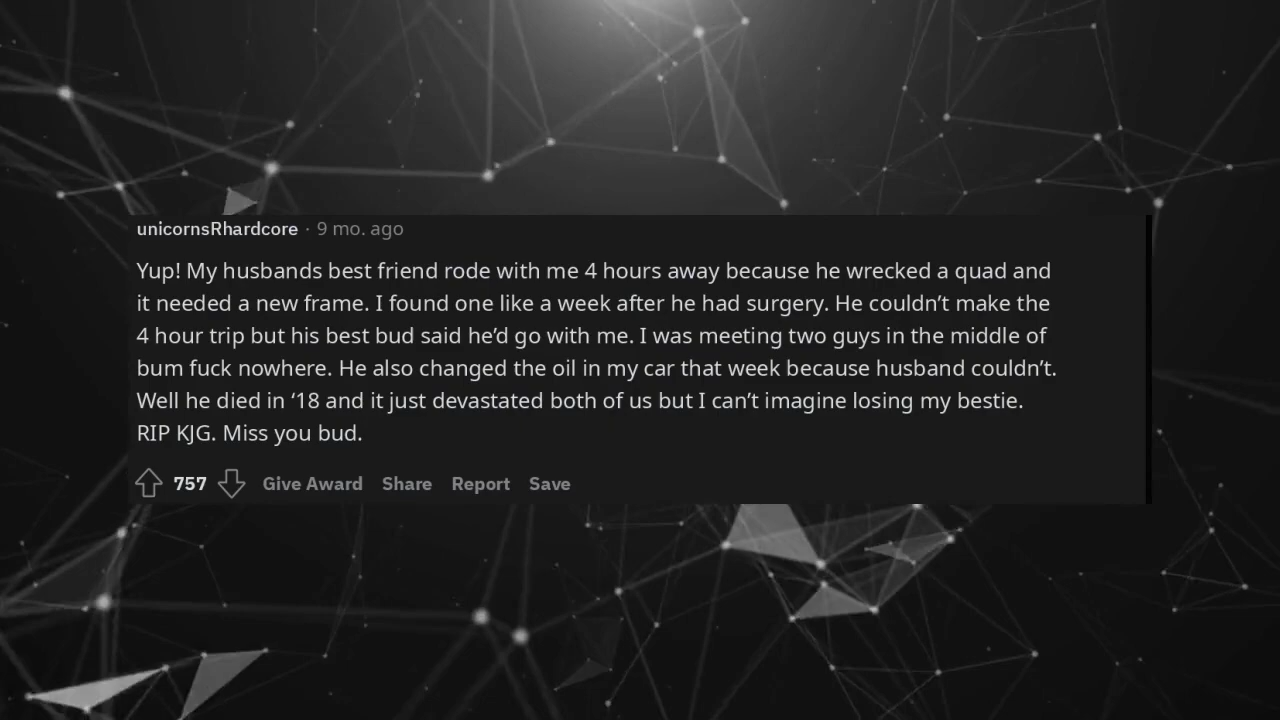 unicornsRhardcore · 9 mo. ago
Yup! My husbands best friend rode with me 4 hours away because he wrecked a quad and
it needed a new frame. I found one like a week after he had surgery. He couldn’t make the
4 hour trip but his best bud said he’d go with me. I was meeting two guys in the middle of
bum fuck nowhere. He also changed the oil in my car that week because husband couldn’t.
Well he died in ‘18 and it just devastated both of us but I can’t imagine losing my bestie.
RIP KJG. Miss you bud.
757 Give Award Share Report Save